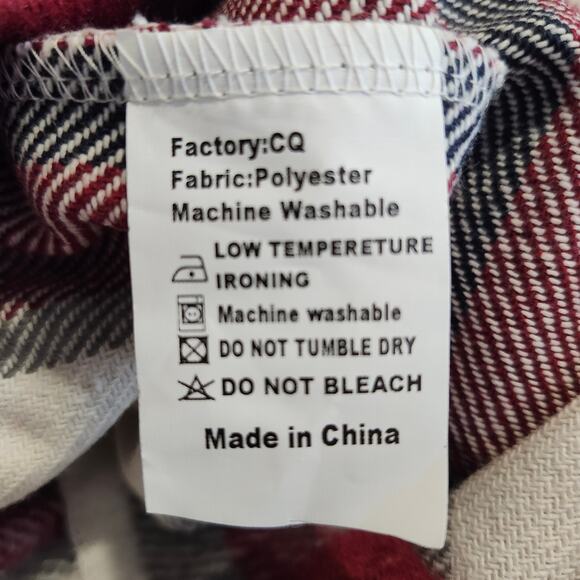 Factory:CQ
Fabric:Polyester
Machine Washable
LOW TEMPERETURE
IRONING
Machine washable
DO NOT TUMBLE DRY
DO NOT BLEACH
Made in China